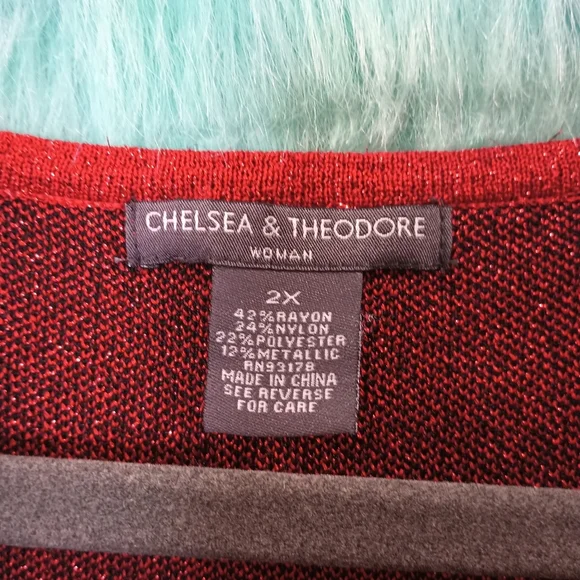 CHELSEA & THEODORE
WOMAN
2X
42%RAYON
24%NYLON
22%POLYESTER
12%METALLIC
RN93178
MADE IN CHINA
SEE REVERSE
FOR CARE